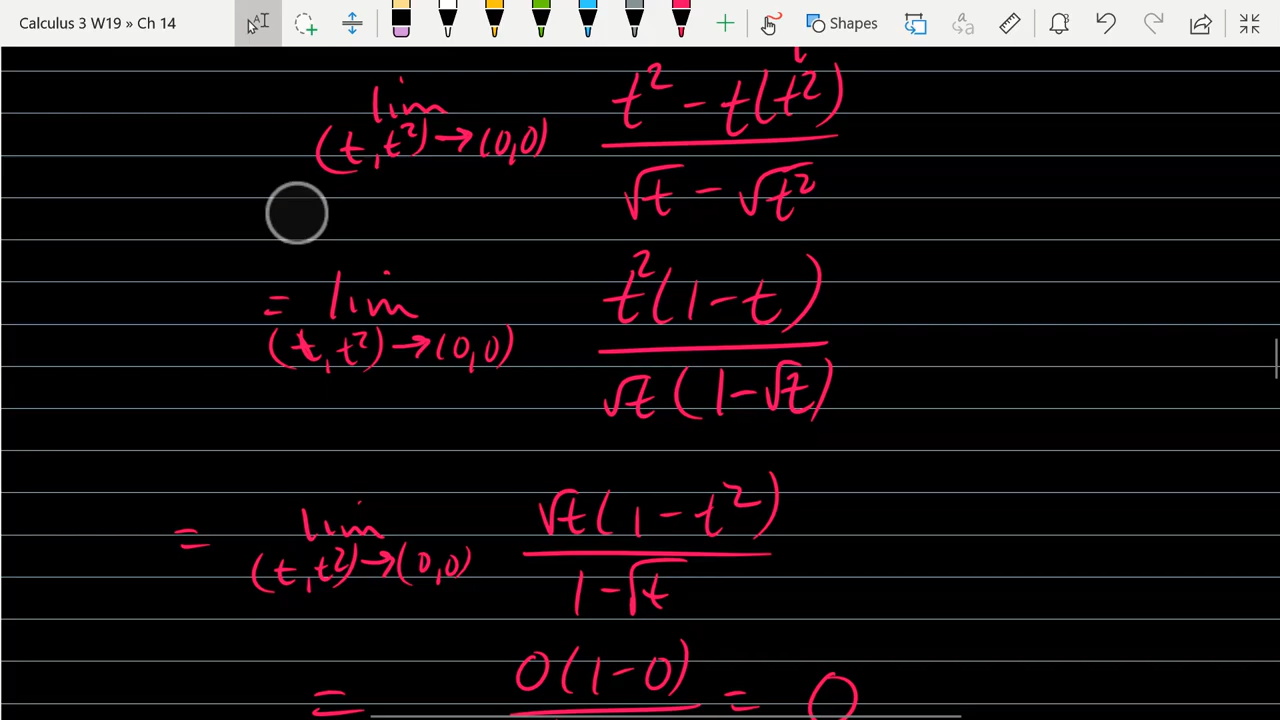 Calculus 3 W19 » Ch 14
Shapes
lim (t,t²)→(0,0) t² - t(t²) / √t - √t²
= lim (t,t²)→(0,0) t²(1-t) / √t(1-√t)
= lim (t,t²)→(0,0) √t(1-t²) / 1-√t
= 0(1-0) = 0